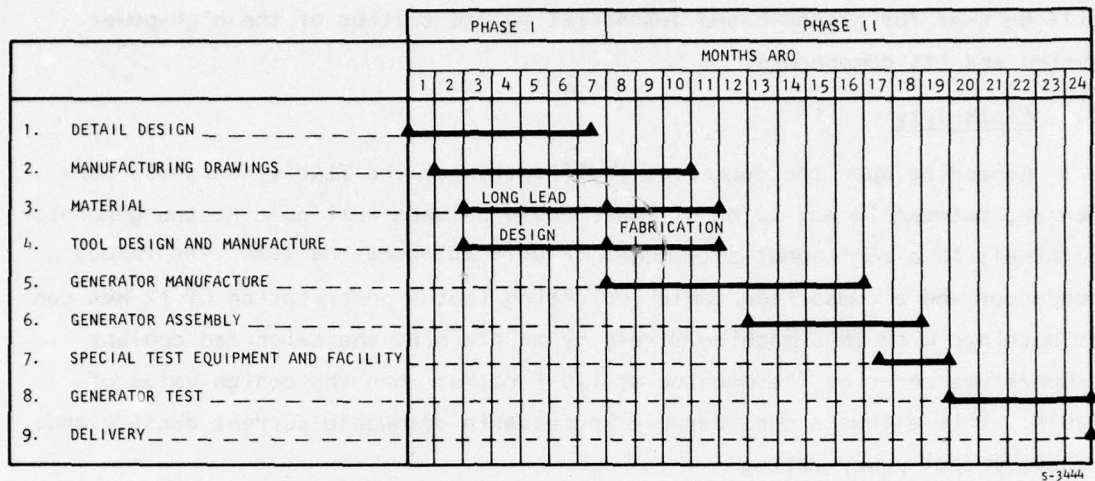 PHASE I PHASE II
MONTHS ARO
1 2 3 4 5 6 7 8 9 10 11 12 13 14 15 16 17 18 19 20 21 22 23 24
1. DETAIL DESIGN
2. MANUFACTURING DRAWINGS
3. MATERIAL LONG LEAD
4. TOOL DESIGN AND MANUFACTURE DESIGN FABRICATION
5. GENERATOR MANUFACTURE
6. GENERATOR ASSEMBLY
7. SPECIAL TEST EQUIPMENT AND FACILITY
8. GENERATOR TEST
9. DELIVERY
S-3444